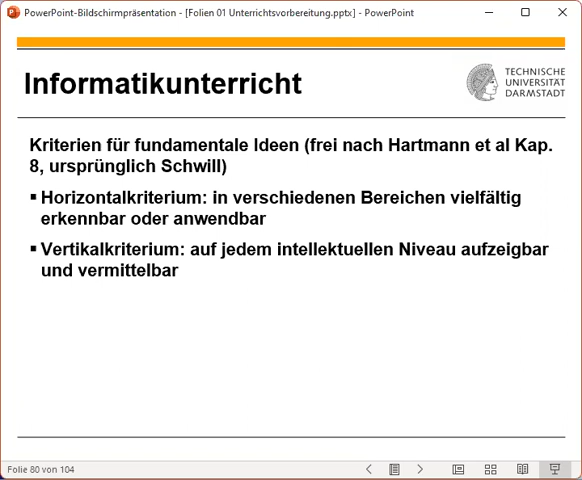 PowerPoint-Bildschirmpräsentation - [Folien 01 Unterrichtsvorbereitung.pptx] - PowerPoint
Informatikunterricht
TECHNISCHE
UNIVERSITÄT
DARMSTADT
Kriterien für fundamentale Ideen (frei nach Hartmann et al Kap.
8, ursprünglich Schwill)
▪ Horizontalkriterium: in verschiedenen Bereichen vielfältig
erkennbar oder anwendbar
▪ Vertikalkriterium: auf jedem intellektuellen Niveau aufzeigbar
und vermittelbar
Folie 80 von 104